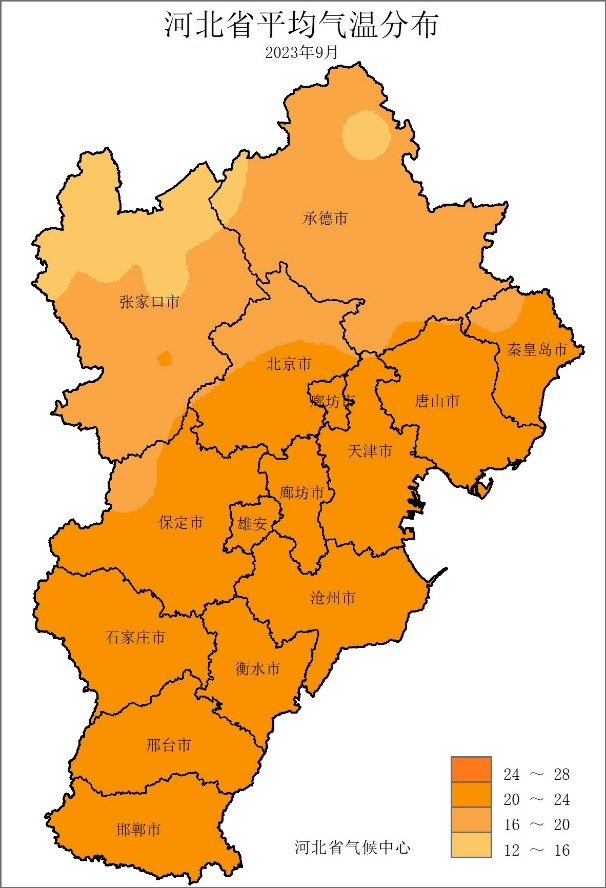 河北省平均气温分布
2023年9月
承德市
张家口市
秦皇岛市
北京市
廊坊市
唐山市
天津市
廊坊市
保定市
雄安
沧州市
石家庄市
衡水市
邢台市
24 ～ 28
20 ～ 24
16 ～ 20
12 ～ 16
邯郸市
河北省气候中心